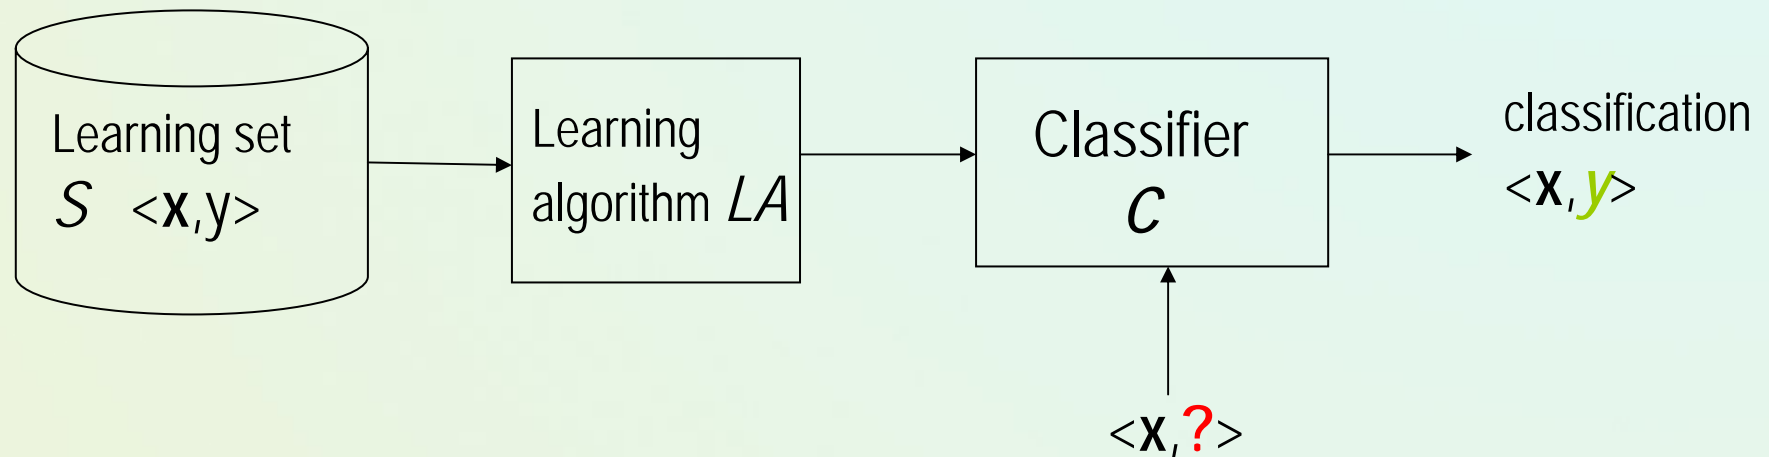 Learning set
S <x,y>
Learning
algorithm LA
Classifier
C
classification
<x,y>
<x,?>